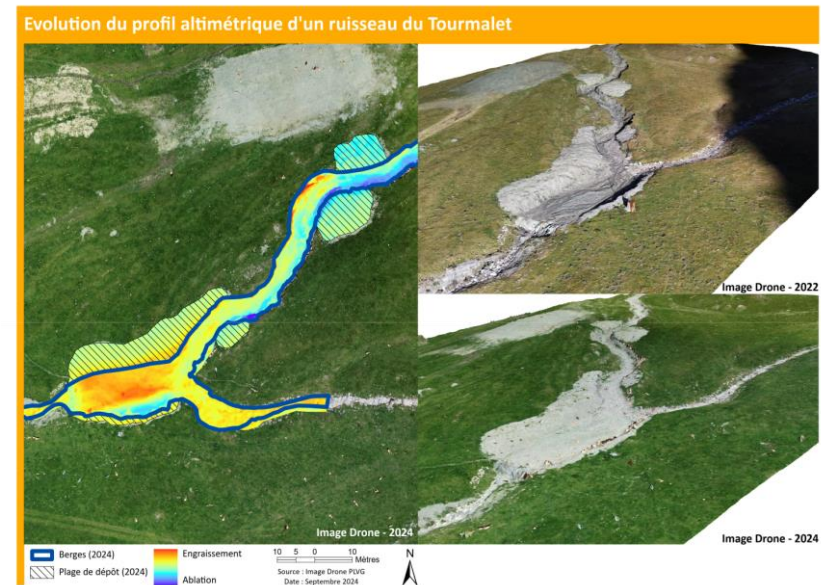 Evolution du profil altimétrique d'un ruisseau du Tourmalet
Image Drone - 2022
Image Drone - 2024
Image Drone - 2024
Berges (2024)
Plage de dépôt (2024)
Engraissement
Ablation
10 5 0 10
Mètres
Source : Image Drone PLVG
Date : Septembre 2024
N